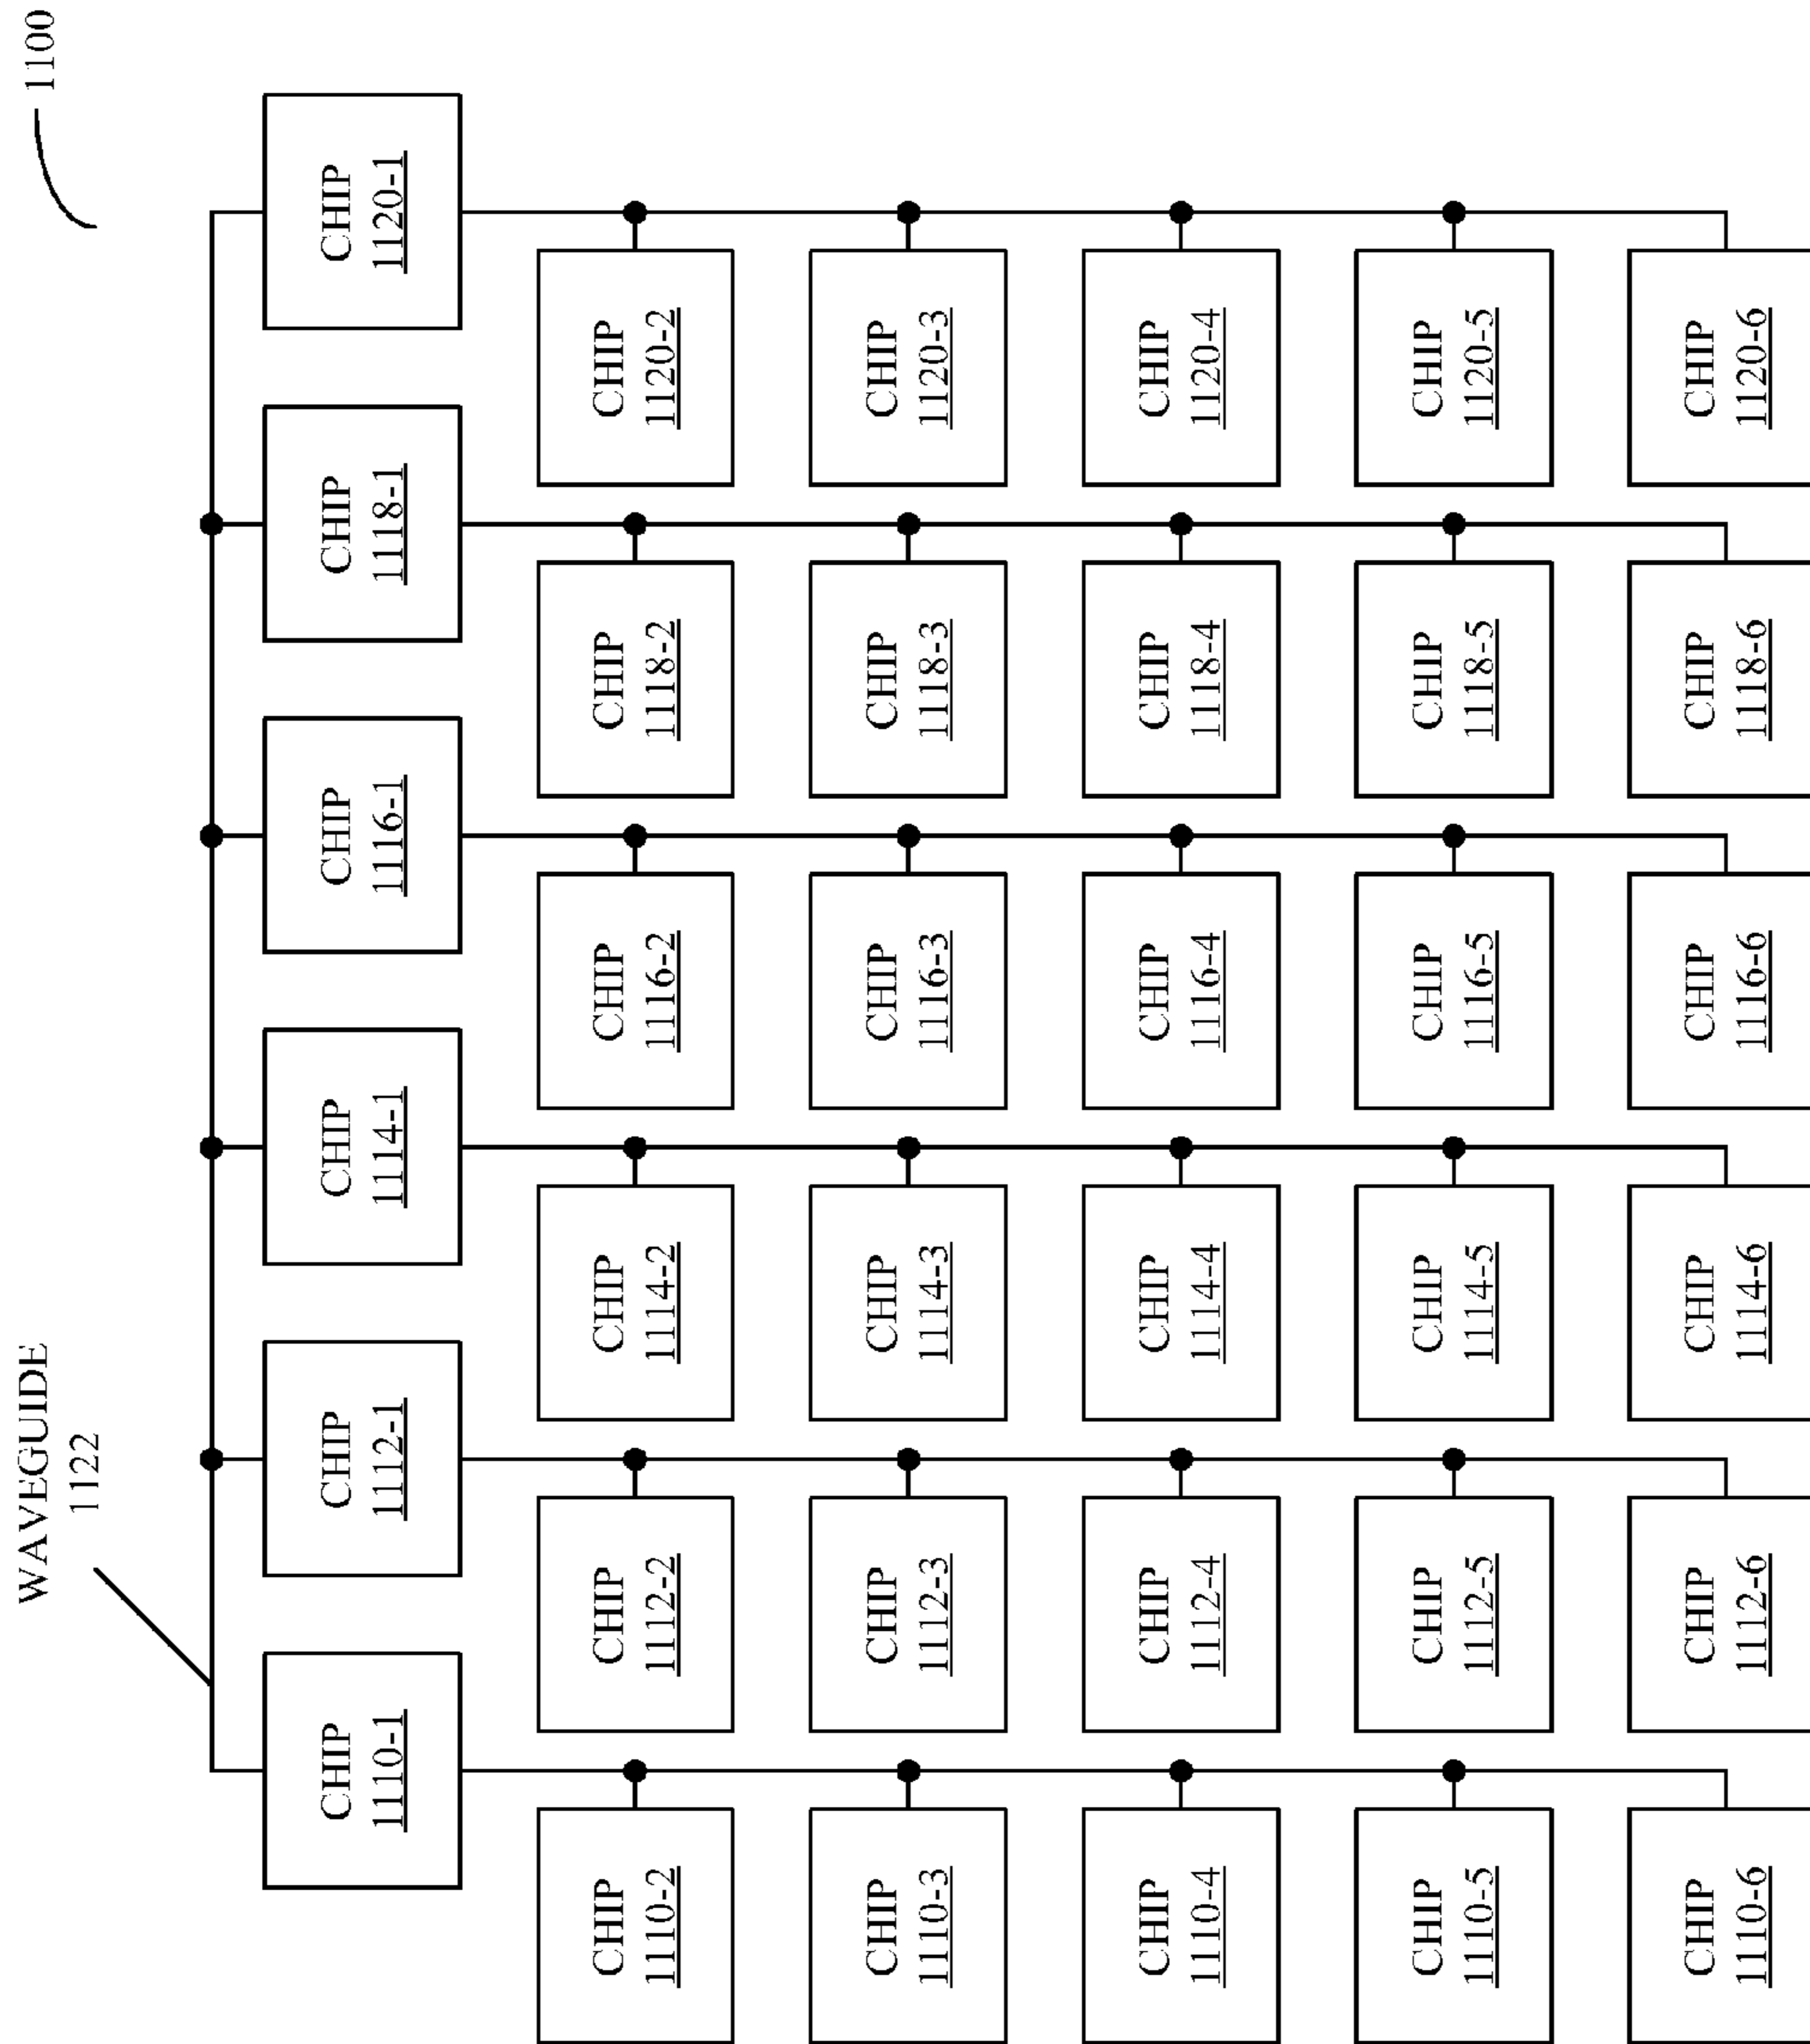 WAVEGUIDE
1122
1100
CHIP
1110-1
CHIP
1112-1
CHIP
1114-1
CHIP
1116-1
CHIP
1118-1
CHIP
1120-1
CHIP
1110-2
CHIP
1112-2
CHIP
1114-2
CHIP
1116-2
CHIP
1118-2
CHIP
1120-2
CHIP
1110-3
CHIP
1112-3
CHIP
1114-3
CHIP
1116-3
CHIP
1118-3
CHIP
1120-3
CHIP
1110-4
CHIP
1112-4
CHIP
1114-4
CHIP
1116-4
CHIP
1118-4
CHIP
1120-4
CHIP
1110-5
CHIP
1112-5
CHIP
1114-5
CHIP
1116-5
CHIP
1118-5
CHIP
1120-5
CHIP
1110-6
CHIP
1112-6
CHIP
1114-6
CHIP
1116-6
CHIP
1118-6
CHIP
1120-6